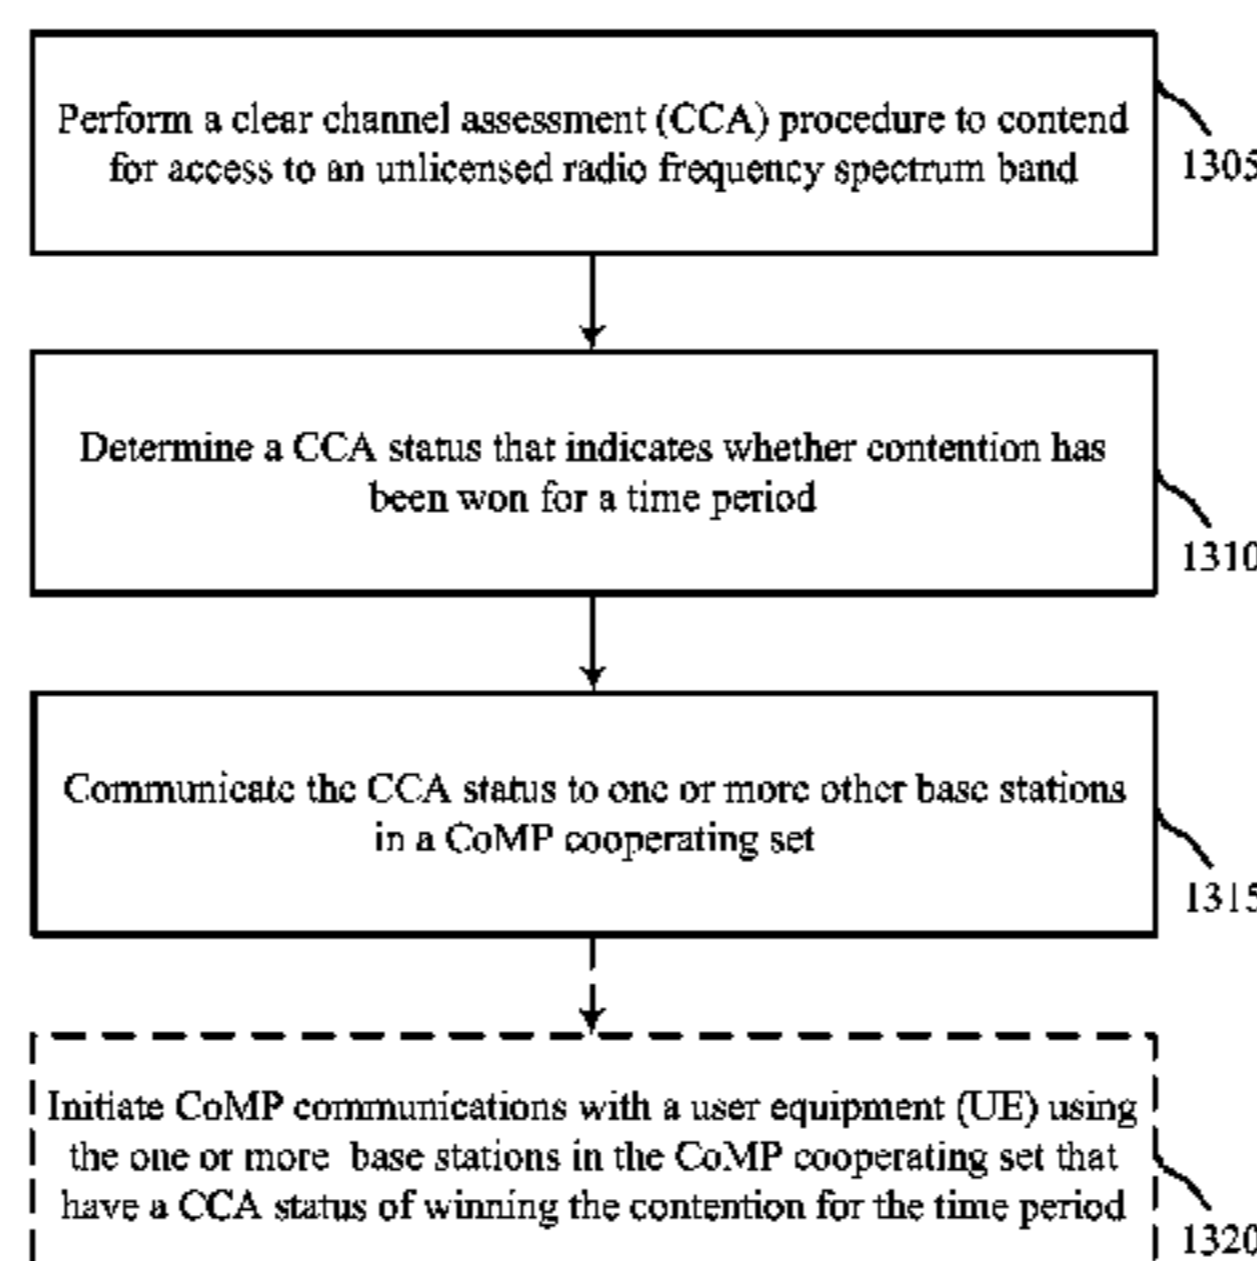 Perform a clear channel assessment (CCA) procedure to contend
for access to an unlicensed radio frequency spectrum band
1305
Determine a CCA status that indicates whether contention has
been won for a time period
1310
Communicate the CCA status to one or more other base stations
in a CoMP cooperating set
1315
Initiate CoMP communications with a user equipment (UE) using
the one or more base stations in the CoMP cooperating set that
have a CCA status of winning the contention for the time period
1320